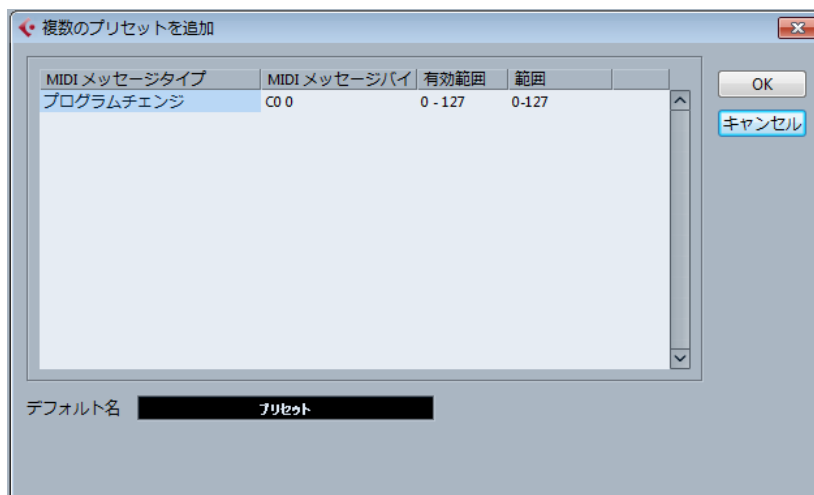 複数のプリセットを追加
MIDI メッセージタイプ MIDI メッセージバイ 有効範囲 範囲
プログラムチェンジ C0 0 0 - 127 0-127
OK
キャンセル
デフォルト名 プリセット